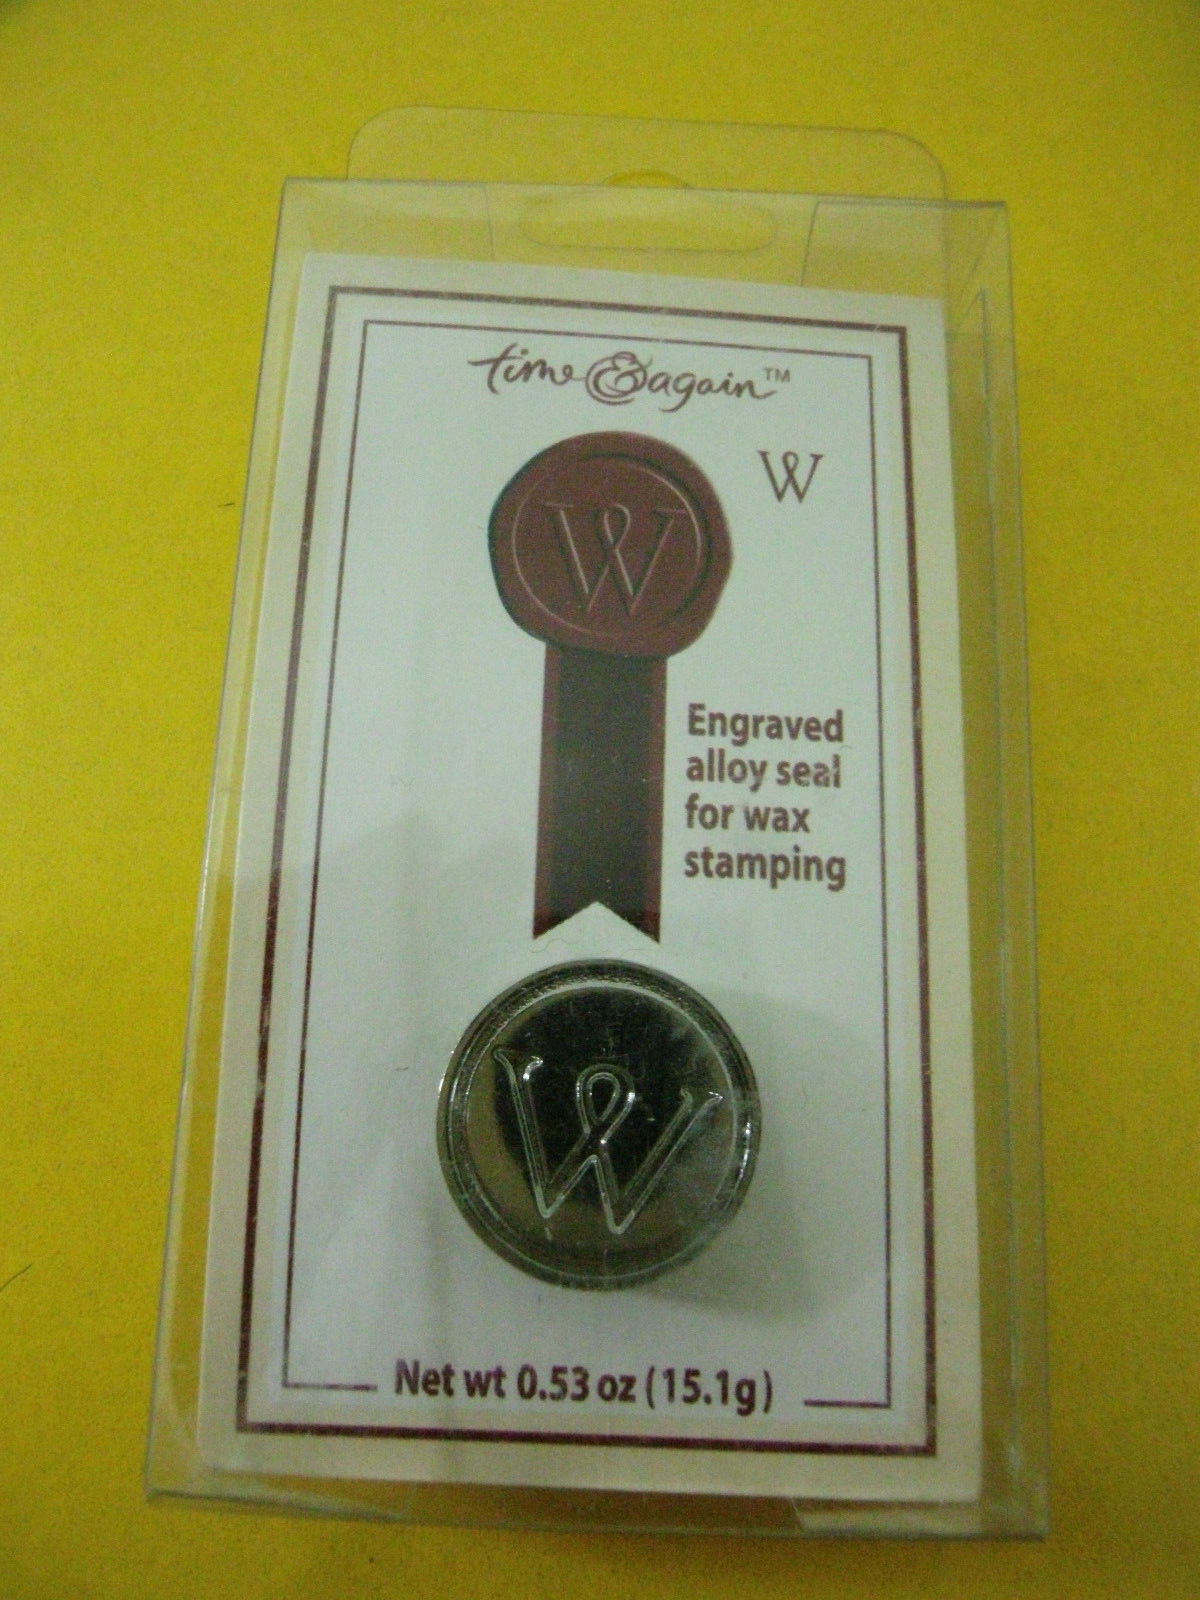 time & again™
W
W
Engraved
alloy seal
for wax
stamping
W
Net wt 0.53 oz (15.1g)